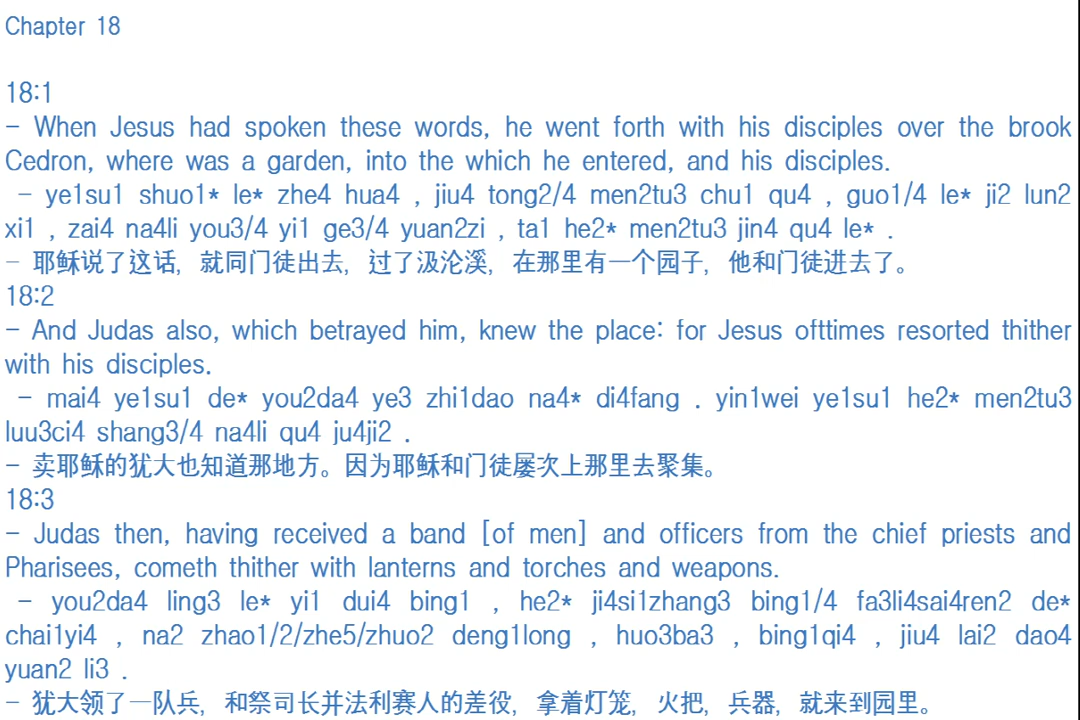 Chapter 18
18:1
- When Jesus had spoken these words, he went forth with his disciples over the brook
Cedron, where was a garden, into the which he entered, and his disciples.
- ye1su1 shuo1* le* zhe4 hua4 , jiu4 tong2/4 men2tu3 chu1 qu4 , guo1/4 le* ji2 lun2
xi1 , zai4 na4li you3/4 yi1 ge3/4 yuan2zi , ta1 he2* men2tu3 jin4 qu4 le* .
- 耶稣说了这话, 就同门徒出去, 过了汲沦溪, 在那里有一个园子, 他和门徒进去了。
18:2
- And Judas also, which betrayed him, knew the place: for Jesus ofttimes resorted thither
with his disciples.
- mai4 ye1su1 de* you2da4 ye3 zhi1dao na4* di4fang . yin1wei ye1su1 he2* men2tu3
luu3ci4 shang3/4 na4li qu4 ju4ji2 .
- 卖耶稣的犹大也知道那地方。因为耶稣和门徒屡次上那里去聚集。
18:3
- Judas then, having received a band [of men] and officers from the chief priests and
Pharisees, cometh thither with lanterns and torches and weapons.
- you2da4 ling3 le* yi1 dui4 bing1 , he2* ji4si1zhang3 bing1/4 fa3li4sai4ren2 de*
chai1yi4 , na2 zhao1/2/zhe5/zhuo2 deng1long , huo3ba3 , bing1qi4 , jiu4 lai2 dao4
yuan2 li3 .
- 犹大领了一队兵, 和祭司长并法利赛人的差役, 拿着灯笼, 火把, 兵器, 就来到园里。